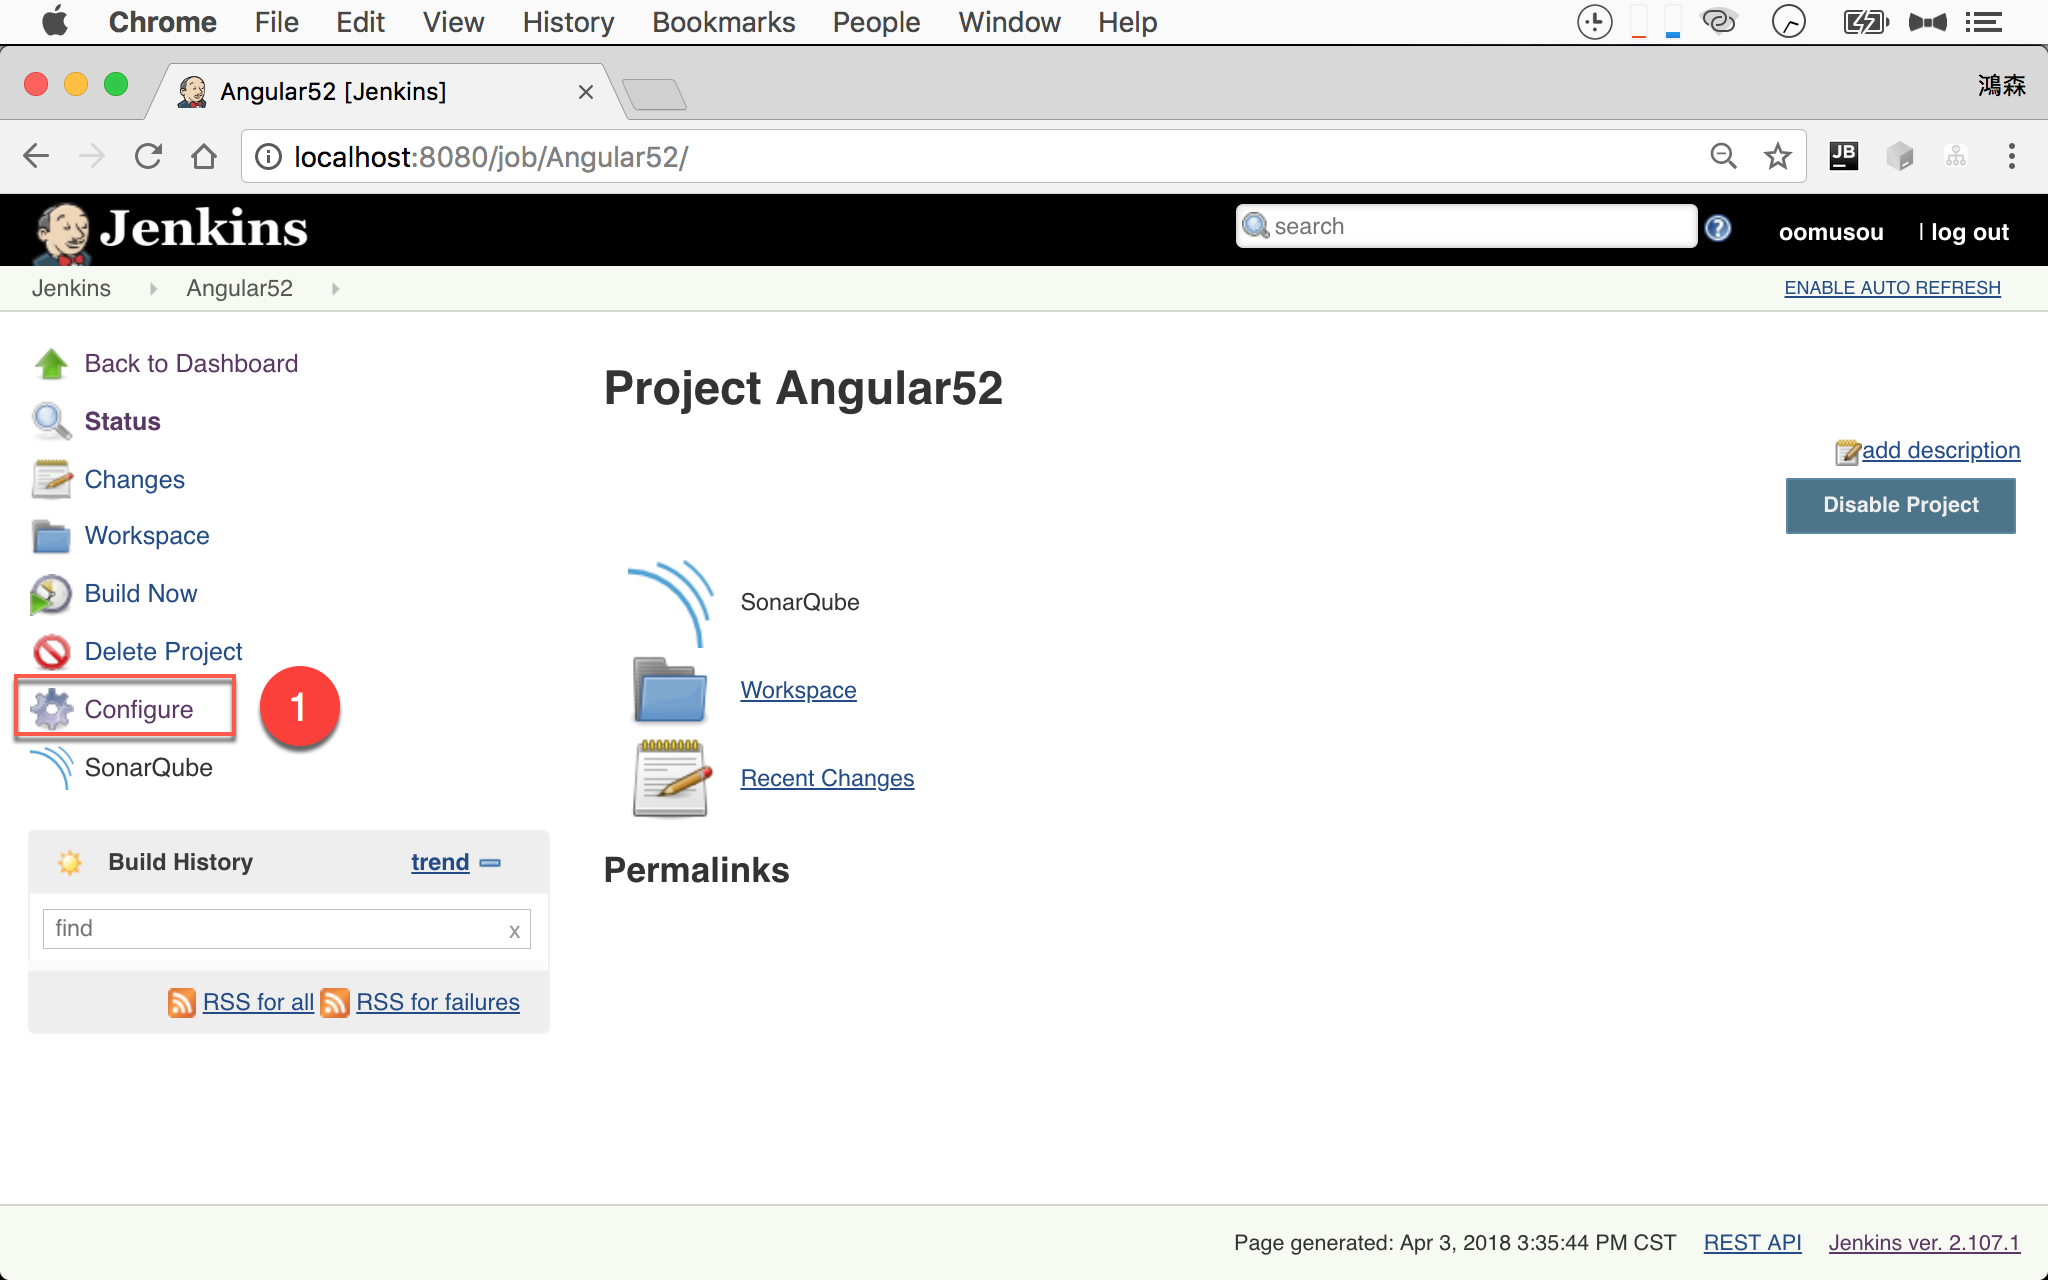 Chrome File Edit View History Bookmarks People Window Help
Angular52 [Jenkins]
鴻森
localhost:8080/job/Angular52/
JB
Jenkins
search
oomusou | log out
Jenkins Angular52
ENABLE AUTO REFRESH
Back to Dashboard
Status
Changes
Workspace
Build Now
Delete Project
Configure
1
SonarQube
Build History trend
find x
RSS for all RSS for failures
Project Angular52
add description
Disable Project
SonarQube
Workspace
Recent Changes
Permalinks
Page generated: Apr 3, 2018 3:35:44 PM CST REST API Jenkins ver. 2.107.1